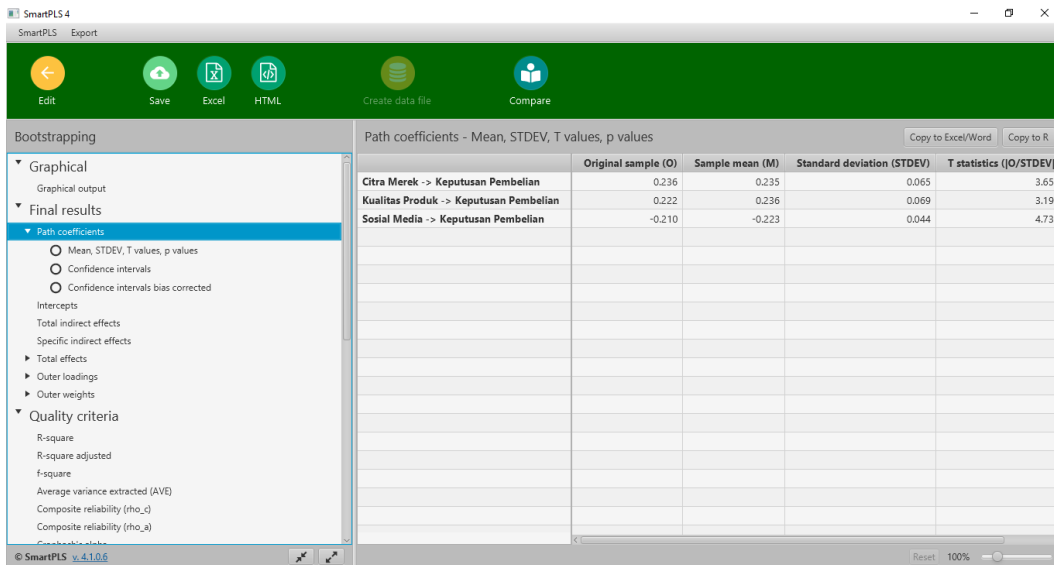 SmartPLS 4
SmartPLS Export
Edit Save Excel HTML Create data file Compare
Bootstrapping
Graphical
Graphical output
Final results
Path coefficients
Mean, STDEV, T values, p values
Confidence intervals
Confidence intervals bias corrected
Intercepts
Total indirect effects
Specific indirect effects
Total effects
Outer loadings
Outer weights
Quality criteria
R-square
R-square adjusted
f-square
Average variance extracted (AVE)
Composite reliability (rho_c)
Composite reliability (rho_a)
© SmartPLS v. 4.1.0.6
Path coefficients - Mean, STDEV, T values, p values Copy to Excel/Word Copy to R
Original sample (O) Sample mean (M) Standard deviation (STDEV) T statistics (|O/STDEV|
Citra Merek -> Keputusan Pembelian 0.236 0.235 0.065 3.65
Kualitas Produk -> Keputusan Pembelian 0.222 0.236 0.069 3.19
Sosial Media -> Keputusan Pembelian -0.210 -0.223 0.044 4.73
Reset 100%